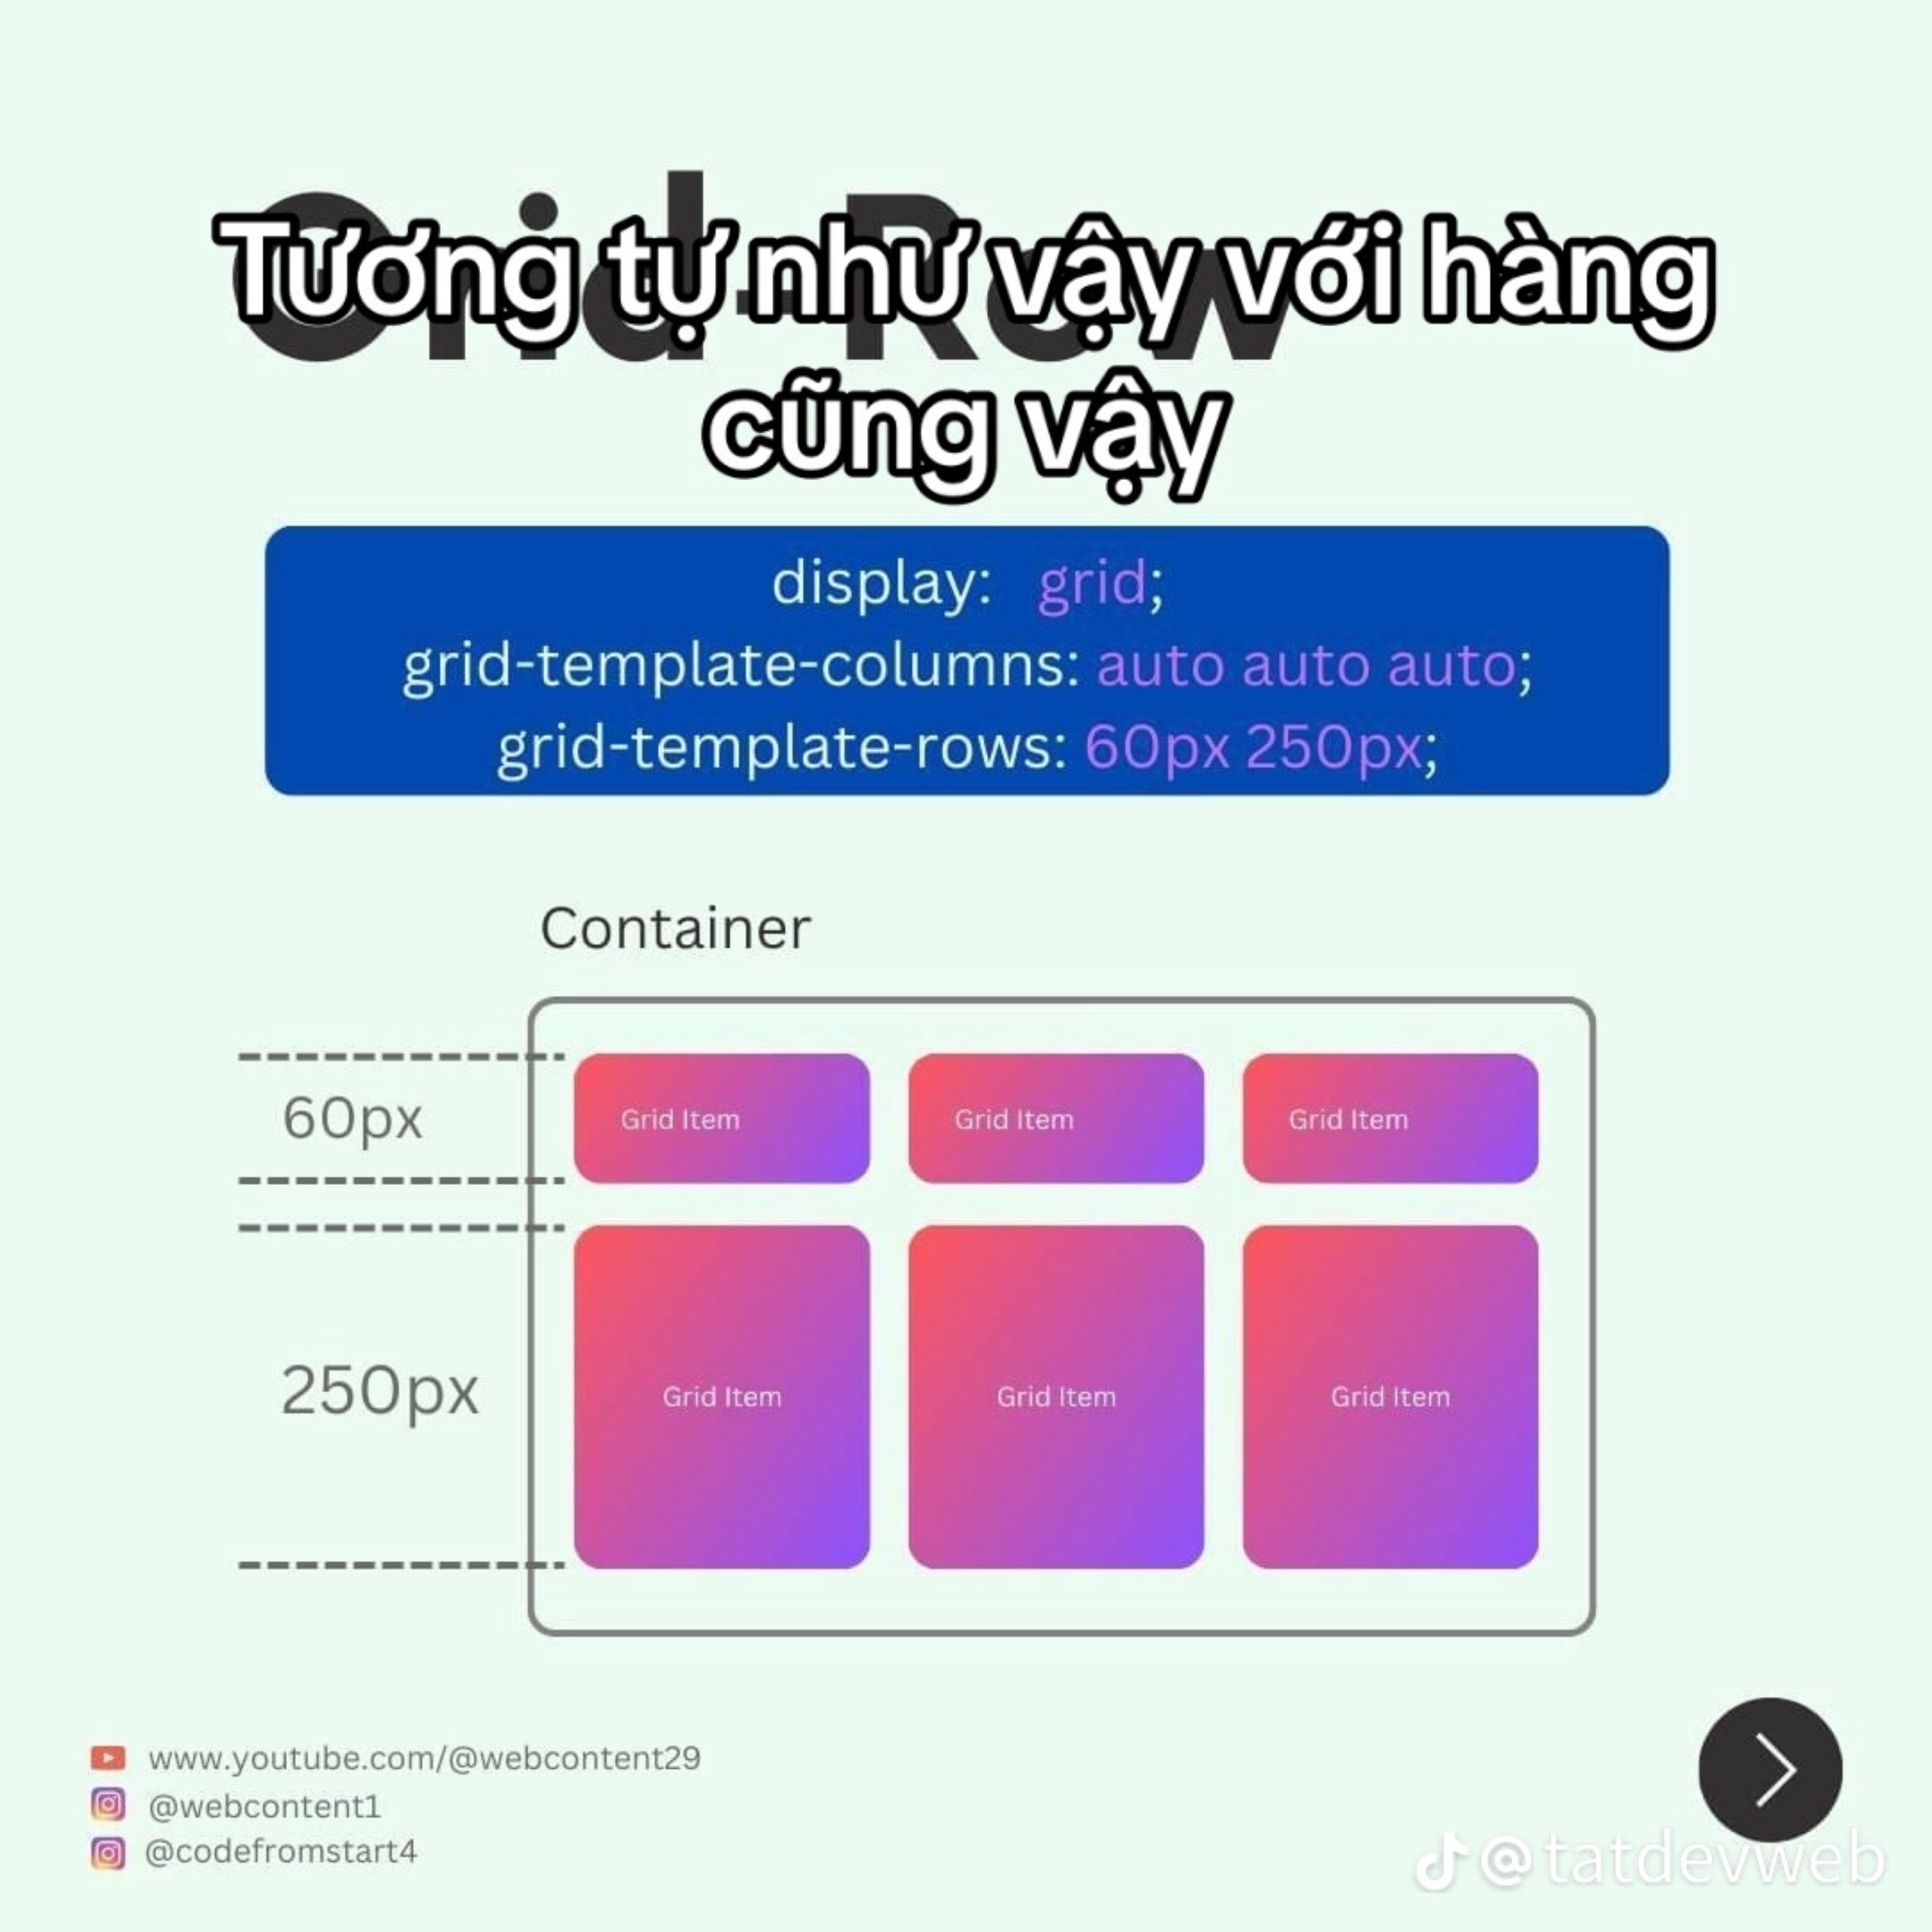 Grid-Row
Tương tự như vậy với hàng
cũng vậy
display: grid;
grid-template-columns: auto auto auto;
grid-template-rows: 60px 250px;
Container
60px
Grid Item Grid Item Grid Item
250px
Grid Item Grid Item Grid Item
www.youtube.com/@webcontent29
@webcontent1
@codefromstart4
@tatdevweb